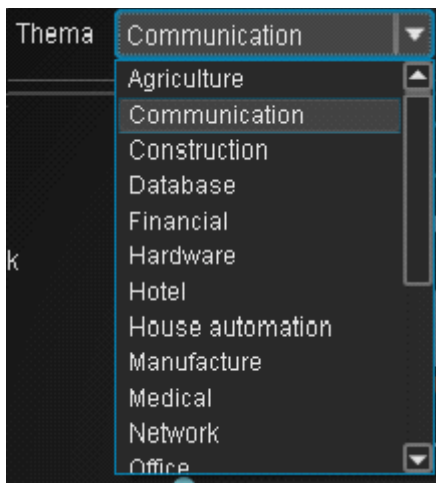 Thema Communication
Agriculture
Communication
Construction
Database
Financial
k
Hardware
Hotel
House automation
Manufacture
Medical
Network
Office